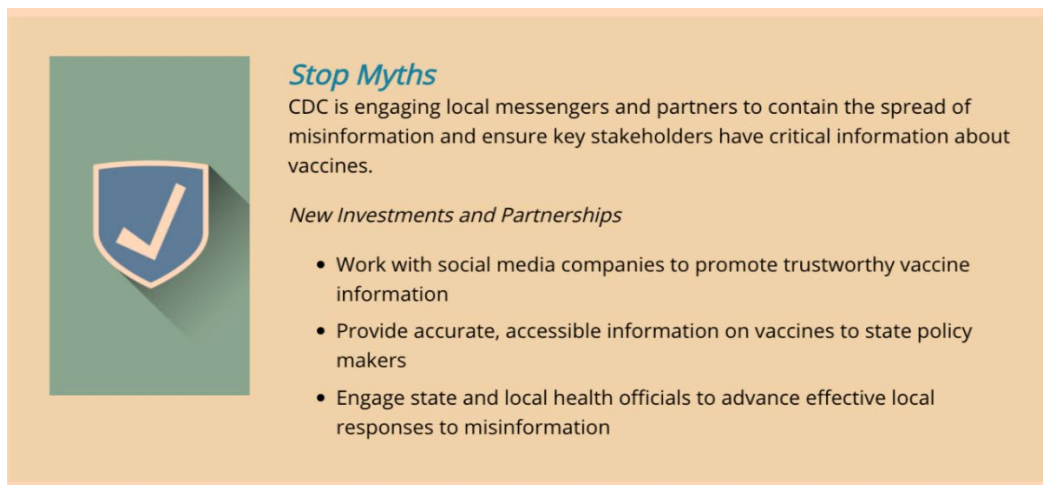 Stop Myths
CDC is engaging local messengers and partners to contain the spread of
misinformation and ensure key stakeholders have critical information about
vaccines.
New Investments and Partnerships
• Work with social media companies to promote trustworthy vaccine
information
• Provide accurate, accessible information on vaccines to state policy
makers
• Engage state and local health officials to advance effective local
responses to misinformation